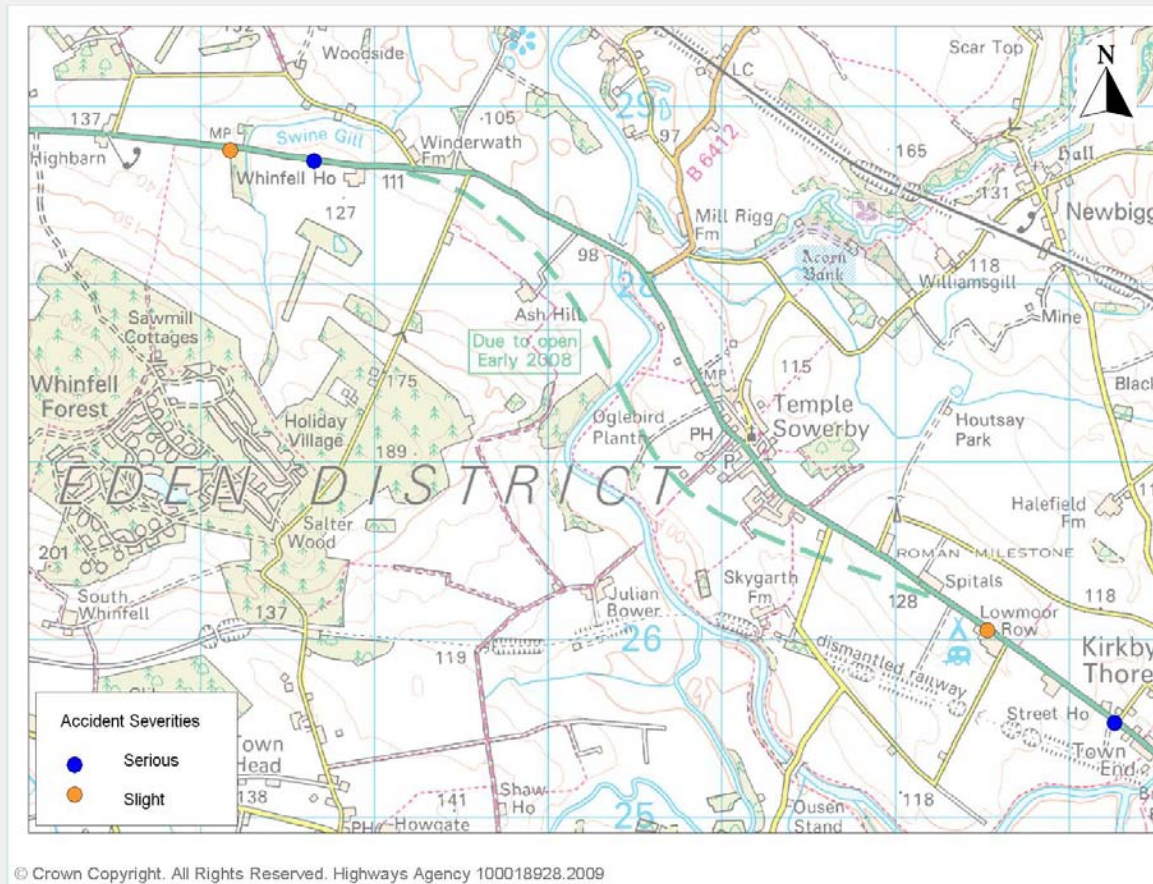 132
Woodside
LC
Scar Top
N
29
137
MP
Swine Gill
105
97
Highbarn
Winderwath
Fm
165
Hall
Whinfell Ho
111
B 6412
131
Newbigg
127
Mill Rigg
Fm
98
28
Acorn
Bank
118
Williamsgill
Sawmill
Cottages
Ash Hill
Mine
Due to open
Early 2008
Whinfell
Forest
175
MP
115
Black
Holiday
Village
Oglebird
Plantn
Temple
Sowerby
Houtsay
Park
PH
189
P
EDEN DISTRICT
Halefield
Fm
11
Salter
Wood
201
ROMAN MILESTONE
100
Skygarth
Fm
Spitals
South
Whinfell
137
Julian
Bower
128
118
Lowmoor
Row
26
119
dismantled railway
Kirkby
Thore
Accident Severities
Serious
Slight
Street Ho
Town
End
Town
Head
138
141
Shaw
Ho
118
25
Ousen
Stand
PH
Howgate
150
© Crown Copyright. All Rights Reserved. Highways Agency 100018928.2009